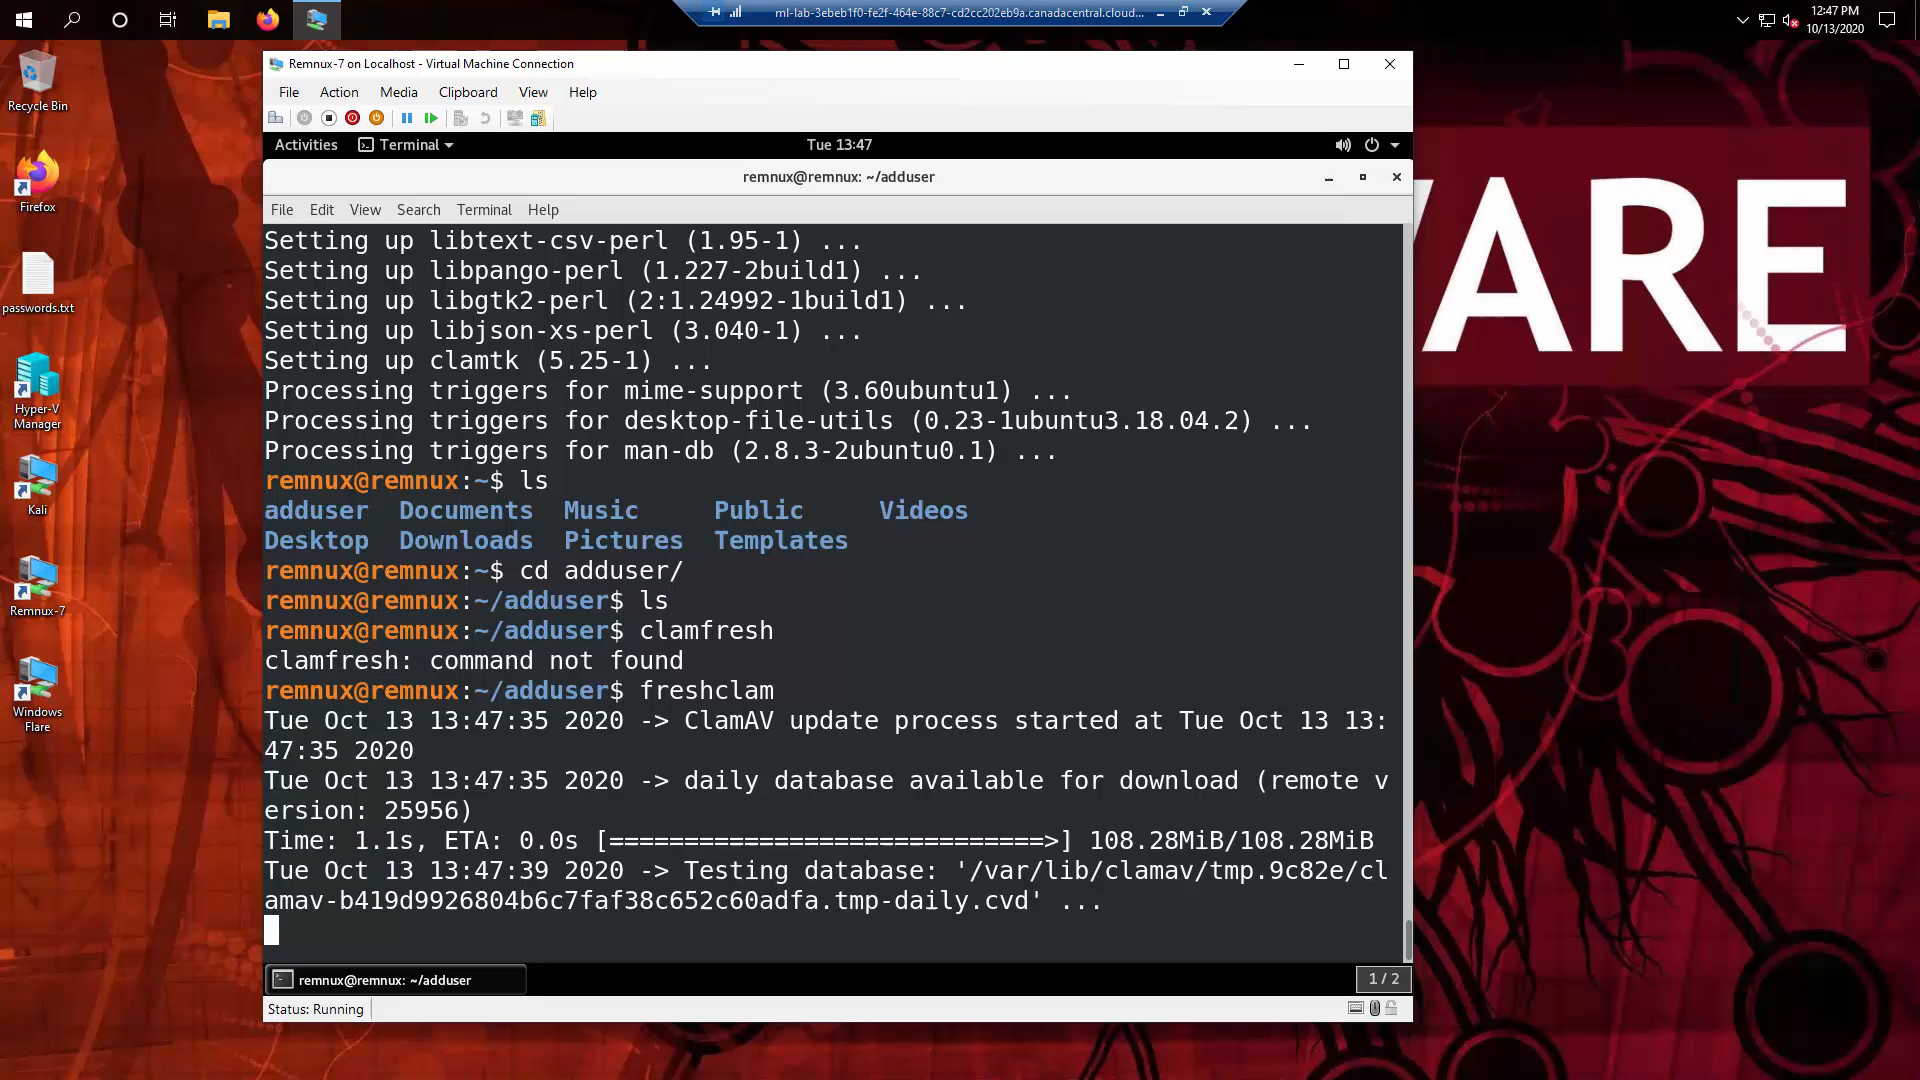 ml-lab-3ebeb1f0-fe2f-464e-88c7-cd2cc202eb9a.canadacentral.cloud...
12:47 PM
10/13/2020
Recycle Bin
Firefox
passwords.txt
Hyper-V
Manager
Kali
Remnux-7
Windows
Flare
WARE
Remnux-7 on Localhost - Virtual Machine Connection
File Action Media Clipboard View Help
Activities Terminal Tue 13:47
remnux@remnux: ~/adduser
File Edit View Search Terminal Help
Setting up libtext-csv-perl (1.95-1) ...
Setting up libpango-perl (1.227-2build1) ...
Setting up libgtk2-perl (2:1.24992-1build1) ...
Setting up libjson-xs-perl (3.040-1) ...
Setting up clamtk (5.25-1) ...
Processing triggers for mime-support (3.60ubuntu1) ...
Processing triggers for desktop-file-utils (0.23-1ubuntu3.18.04.2) ...
Processing triggers for man-db (2.8.3-2ubuntu0.1) ...
remnux@remnux:~$ ls
adduser Documents Music Public Videos
Desktop Downloads Pictures Templates
remnux@remnux:~$ cd adduser/
remnux@remnux:~/adduser$ ls
remnux@remnux:~/adduser$ clamfresh
clamfresh: command not found
remnux@remnux:~/adduser$ freshclam
Tue Oct 13 13:47:35 2020 -> ClamAV update process started at Tue Oct 13 13:
47:35 2020
Tue Oct 13 13:47:35 2020 -> daily database available for download (remote v
ersion: 25956)
Time: 1.1s, ETA: 0.0s [=============================>] 108.28MiB/108.28MiB
Tue Oct 13 13:47:39 2020 -> Testing database: '/var/lib/clamav/tmp.9c82e/cl
amav-b419d9926804b6c7faf38c652c60adfa.tmp-daily.cvd' ...
remnux@remnux: ~/adduser
1 / 2
Status: Running